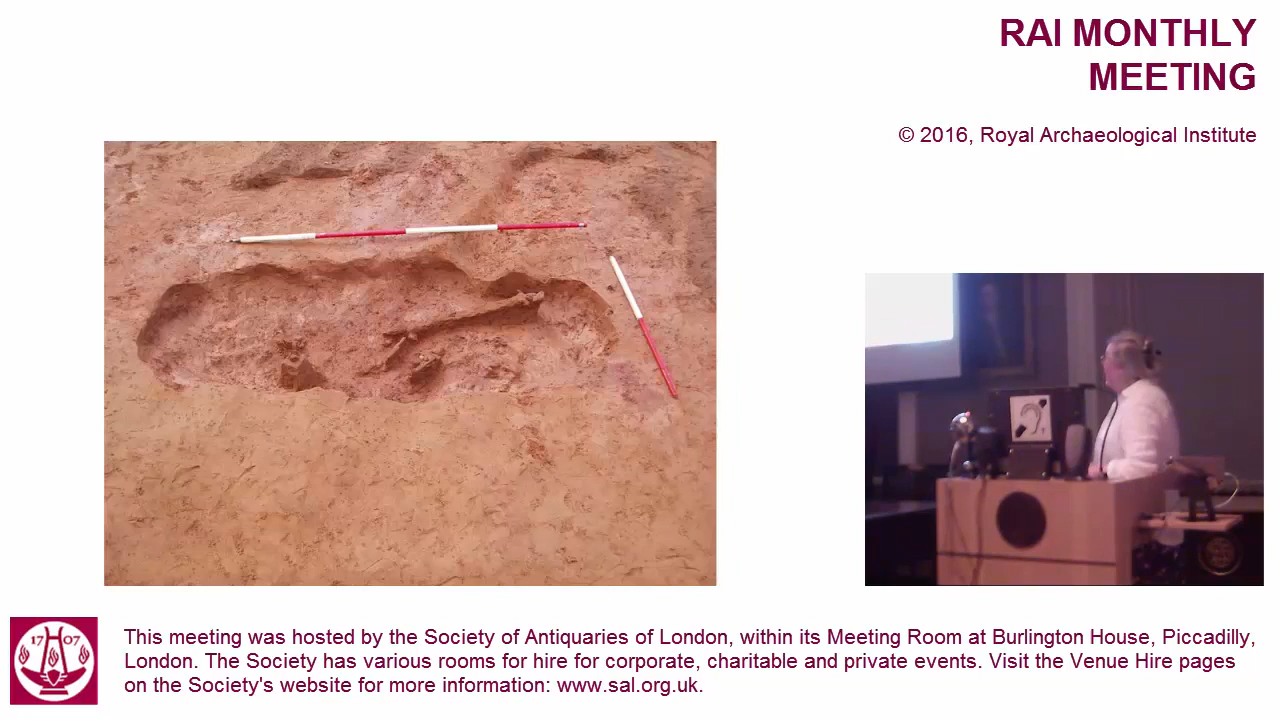 RAI MONTHLY
MEETING
© 2016, Royal Archaeological Institute
17 07
This meeting was hosted by the Society of Antiquaries of London, within its Meeting Room at Burlington House, Piccadilly,
London. The Society has various rooms for hire for corporate, charitable and private events. Visit the Venue Hire pages
on the Society's website for more information: www.sal.org.uk.